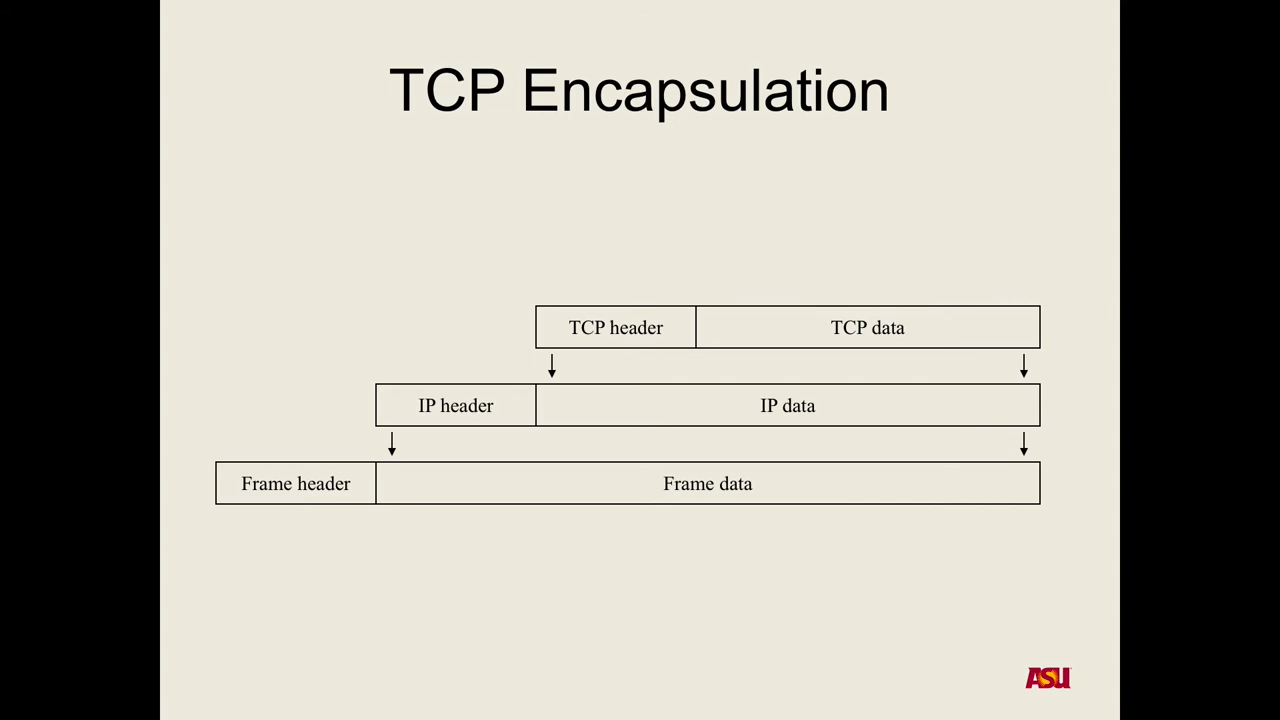 TCP Encapsulation
TCP header TCP data
IP header IP data
Frame header Frame data
ASU